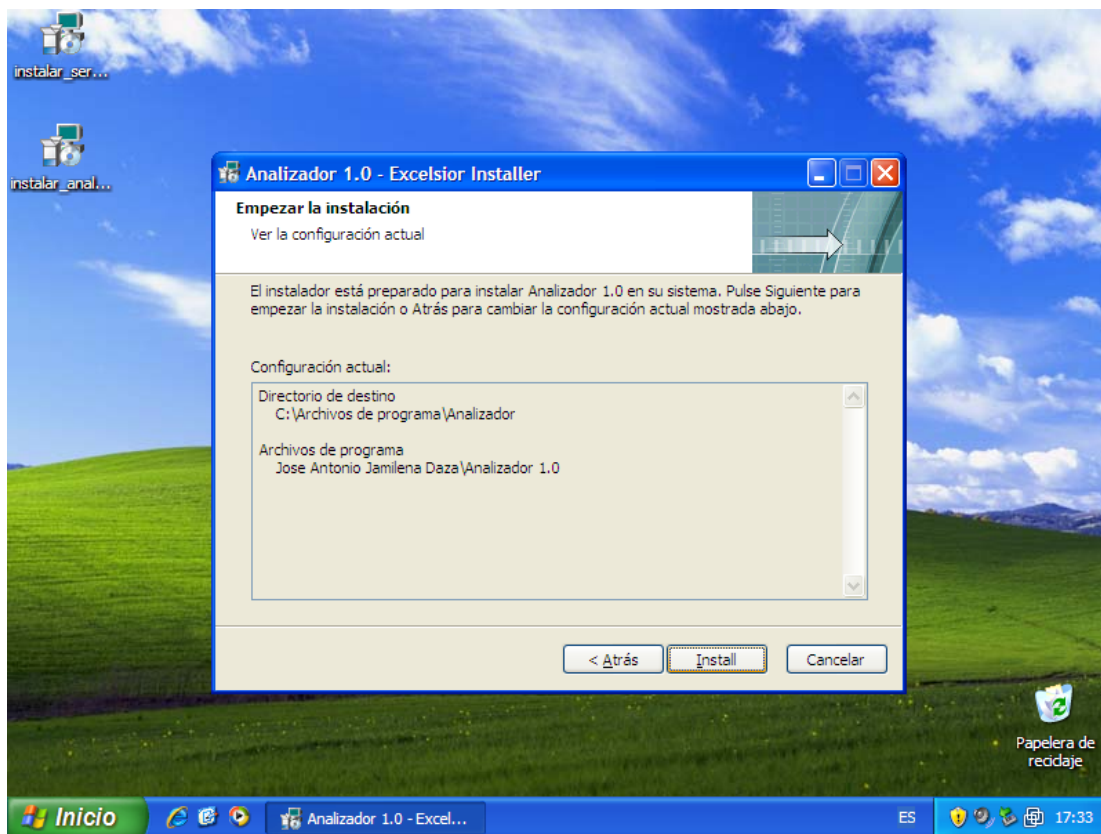 instalar_ser...
instalar_anal...
Analizador 1.0 - Excelsior Installer
Empezar la instalación
Ver la configuración actual
El instalador está preparado para instalar Analizador 1.0 en su sistema. Pulse Siguiente para
empezar la instalación o Atrás para cambiar la configuración actual mostrada abajo.
Configuración actual:
Directorio de destino
C:\Archivos de programa\Analizador
Archivos de programa
Jose Antonio Jamilena Daza\Analizador 1.0
< Atrás
Install
Cancelar
Papelera de
reciclaje
Inicio
Analizador 1.0 - Excel...
ES
17:33